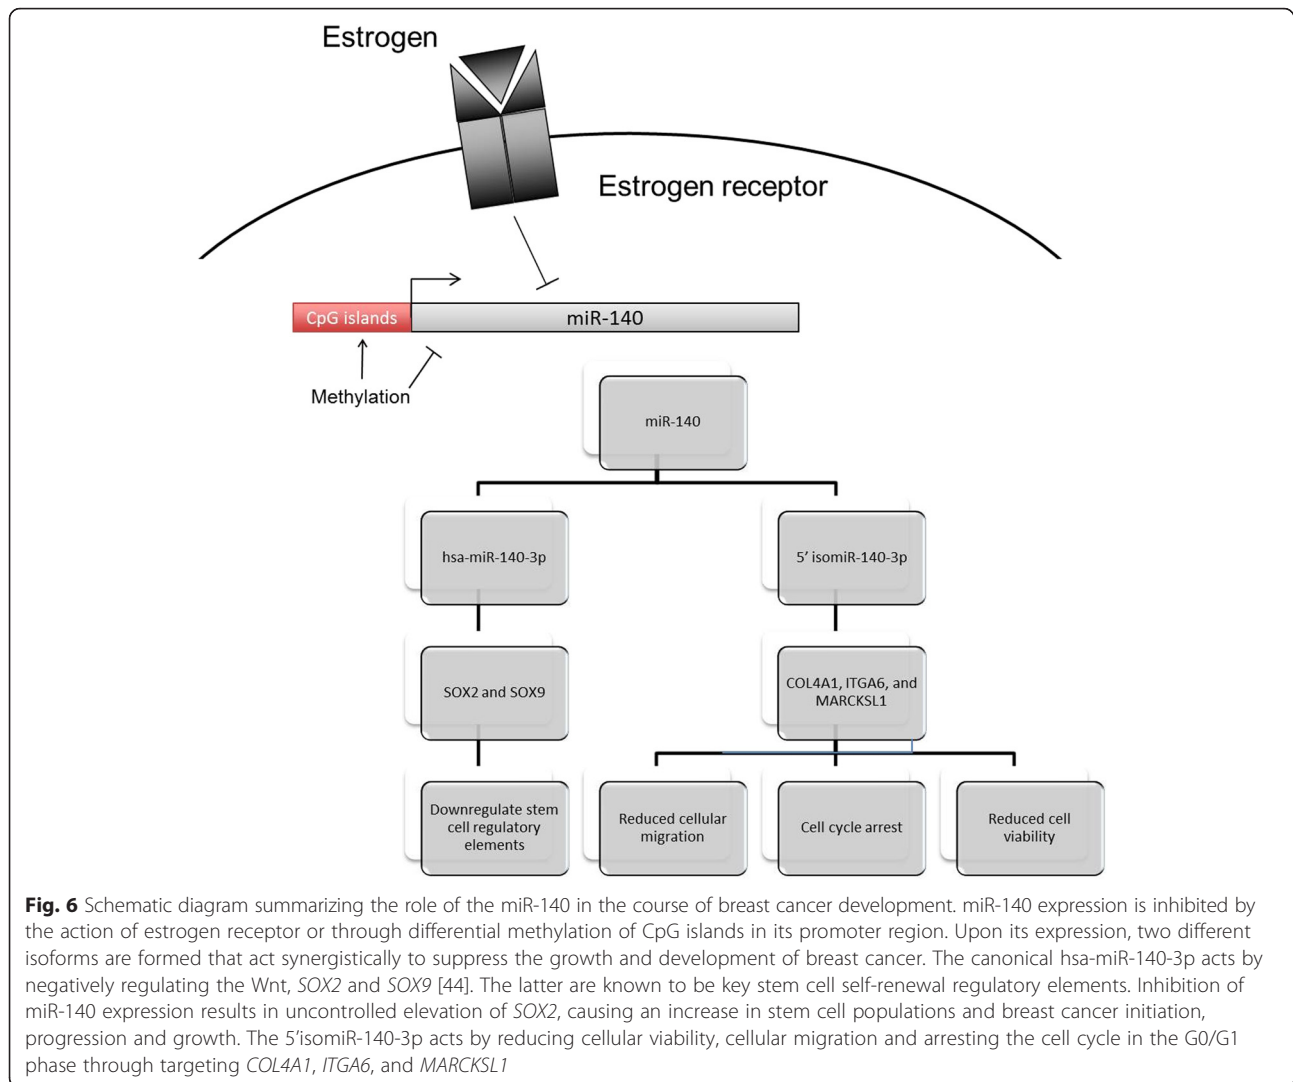 Estrogen
Estrogen receptor
CpG islands
miR-140
Methylation
miR-140
hsa-miR-140-3p
5’ isomiR-140-3p
SOX2 and SOX9
COL4A1, ITGA6, and
MARCKSL1
Downregulate stem
cell regulatory
elements
Reduced cellular
migration
Cell cycle arrest
Reduced cell
viability
Fig. 6 Schematic diagram summarizing the role of the miR-140 in the course of breast cancer development. miR-140 expression is inhibited by
the action of estrogen receptor or through differential methylation of CpG islands in its promoter region. Upon its expression, two different
isoforms are formed that act synergistically to suppress the growth and development of breast cancer. The canonical hsa-miR-140-3p acts by
negatively regulating the Wnt, SOX2 and SOX9 [44]. The latter are known to be key stem cell self-renewal regulatory elements. Inhibition of
miR-140 expression results in uncontrolled elevation of SOX2, causing an increase in stem cell populations and breast cancer initiation,
progression and growth. The 5’isomiR-140-3p acts by reducing cellular viability, cellular migration and arresting the cell cycle in the G0/G1
phase through targeting COL4A1, ITGA6, and MARCKSL1